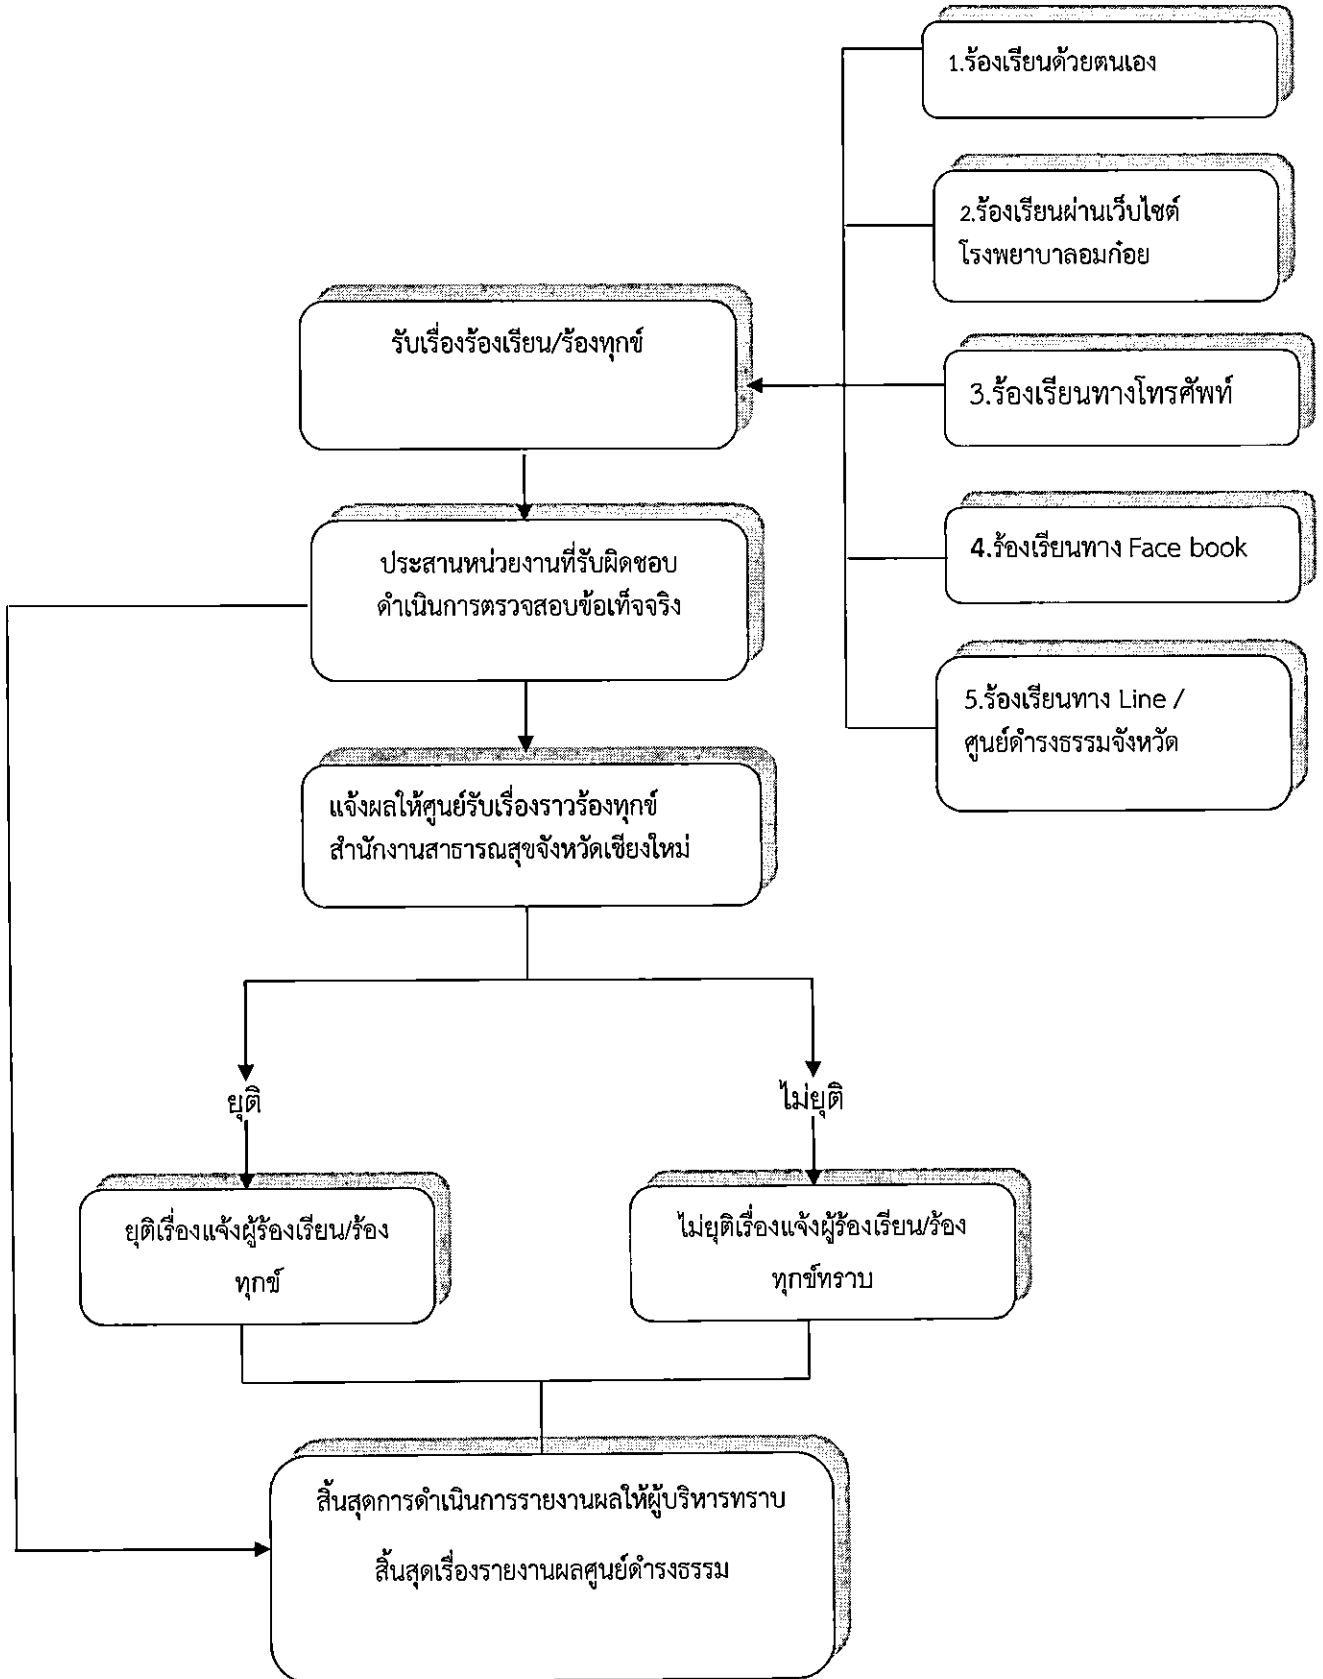 1.ร้องเรียนด้วยตนเอง
2.ร้องเรียนผ่านเว็บไซต์
โรงพยาบาลอมก๋อย
รับเรื่องร้องเรียน/ร้องทุกข์
3.ร้องเรียนทางโทรศัพท์
4.ร้องเรียนทาง Face book
ประสานหน่วยงานที่รับผิดชอบ
ดำเนินการตรวจสอบข้อเท็จจริง
5.ร้องเรียนทาง Line /
ศูนย์ดำรงธรรมจังหวัด
แจ้งผลให้ศูนย์รับเรื่องราวร้องทุกข์
สำนักงานสาธารณสุขจังหวัดเชียงใหม่
ยุติ
ไม่ยุติ
ยุติเรื่องแจ้งผู้ร้องเรียน/ร้อง
ทุกข์
ไม่ยุติเรื่องแจ้งผู้ร้องเรียน/ร้อง
ทุกข์ทราบ
สิ้นสุดการดำเนินการรายงานผลให้ผู้บริหารทราบ
สิ้นสุดเรื่องรายงานผลศูนย์ดำรงธรรม